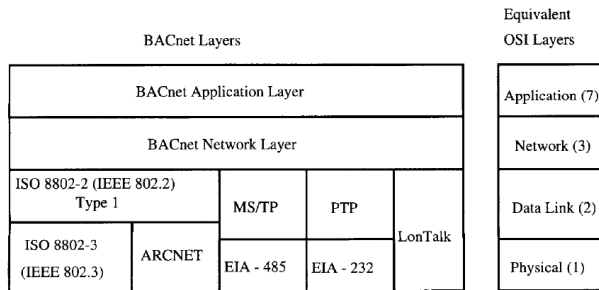 Equivalent
BACnet Layers
OSI Layers
BACnet Application Layer
Application (7)
BACnet Network Layer
Network (3)
ISO 8802-2 (IEEE 802.2)
Type 1
MS/TP
PTP
LonTalk
Data Link (2)
ISO 8802-3
(IEEE 802.3)
ARCNET
EIA - 485
EIA - 232
Physical (1)